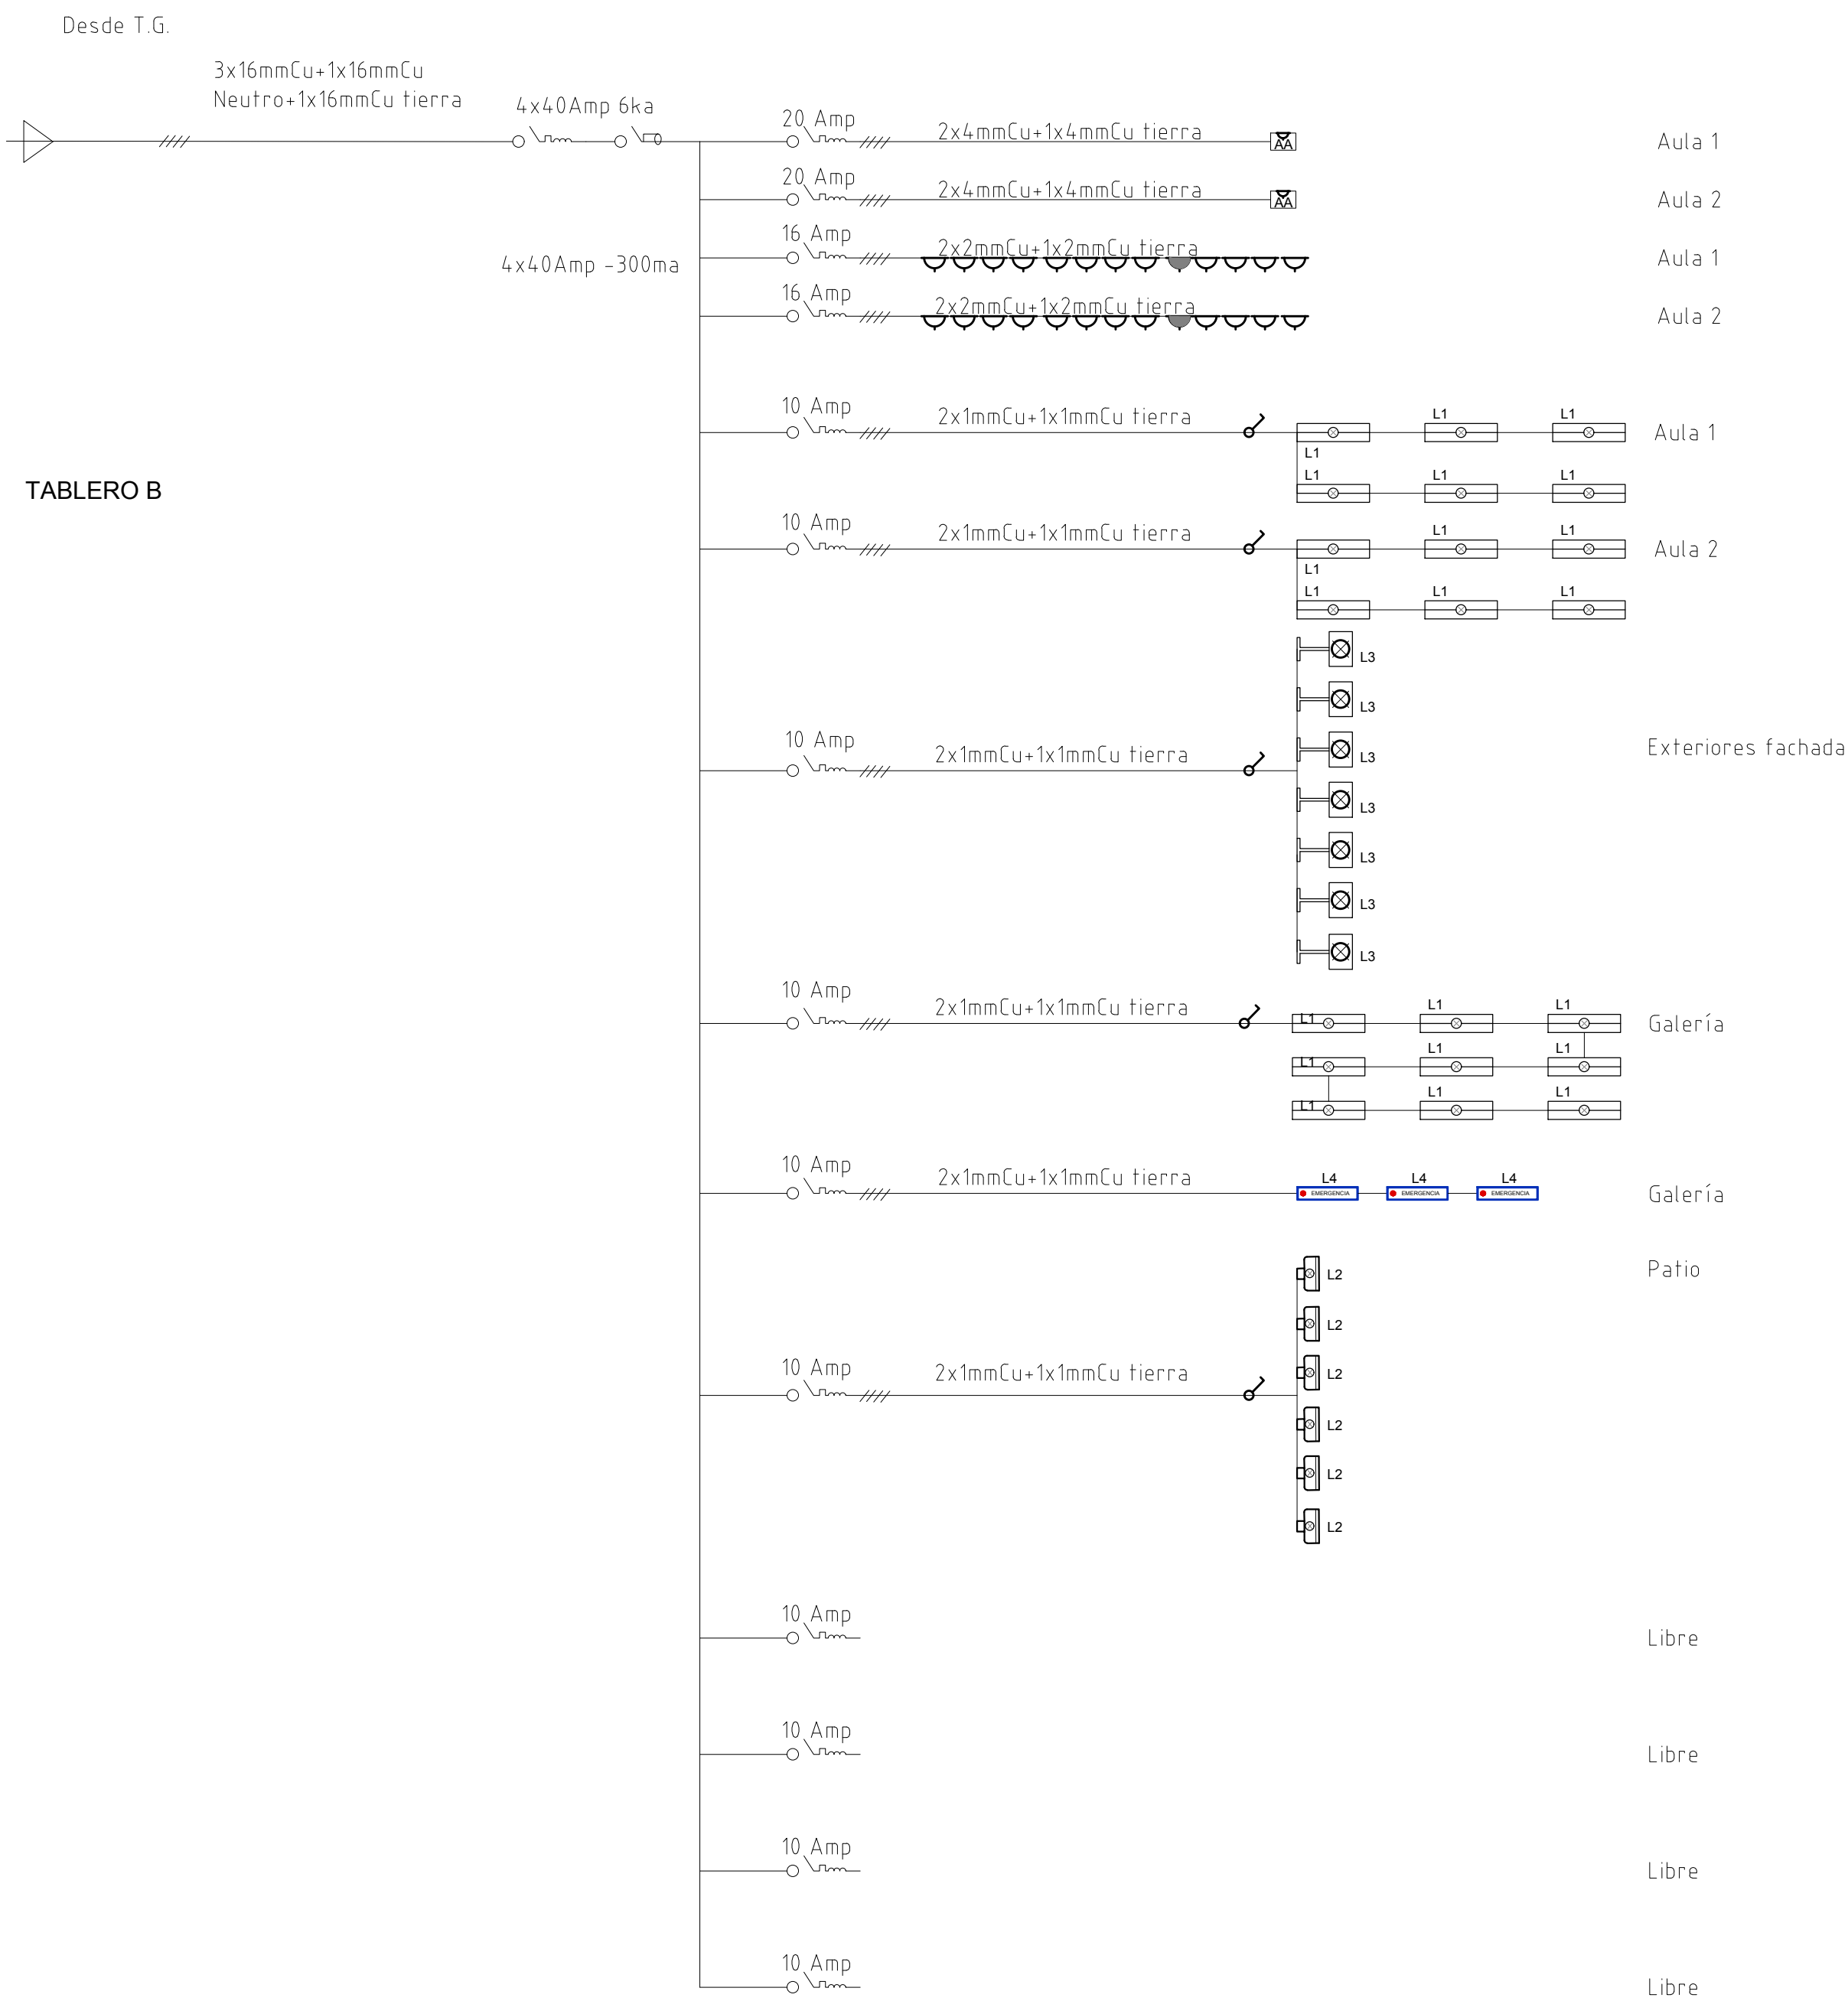 Desde T.G.
3x16mmCu+1x16mmCu
Neutro+1x16mmCu tierra
4x40Amp 6ka
20 Amp
2x4mmCu+1x4mmCu tierra
AA
Aula 1
20 Amp
2x4mmCu+1x4mmCu tierra
AA
Aula 2
4x40Amp -300ma
16 Amp
2x2mmCu+1x2mmCu tierra
Aula 1
16 Amp
2x2mmCu+1x2mmCu tierra
Aula 2
10 Amp
2x1mmCu+1x1mmCu tierra
L1 L1
Aula 1
L1
L1 L1 L1
TABLERO B
10 Amp
2x1mmCu+1x1mmCu tierra
L1 L1
Aula 2
L1
L1 L1 L1
L3
L3
10 Amp
2x1mmCu+1x1mmCu tierra
L3
Exteriores fachada
L3
L3
L3
L3
10 Amp
2x1mmCu+1x1mmCu tierra
L1 L1 L1
Galería
L1 L1 L1
L1 L1 L1
10 Amp
2x1mmCu+1x1mmCu tierra
L4 L4 L4
EMERGENCIA EMERGENCIA EMERGENCIA
Galería
Patio
L2
L2
10 Amp
2x1mmCu+1x1mmCu tierra
L2
L2
L2
L2
10 Amp
Libre
10 Amp
Libre
10 Amp
Libre
10 Amp
Libre